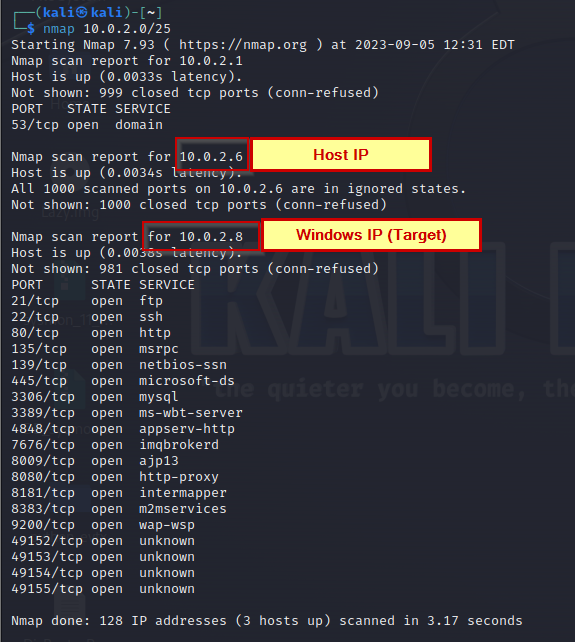 (kali㉿kali)-[~]
$ nmap 10.0.2.0/25
Starting Nmap 7.93 ( https://nmap.org ) at 2023-09-05 12:31 EDT
Nmap scan report for 10.0.2.1
Host is up (0.0033s latency).
Not shown: 999 closed tcp ports (conn-refused)
PORT   STATE SERVICE
53/tcp open  domain
Nmap scan report for 10.0.2.6
Host IP
Host is up (0.0034s latency).
All 1000 scanned ports on 10.0.2.6 are in ignored states.
Not shown: 1000 closed tcp ports (conn-refused)
Nmap scan report for 10.0.2.8
Windows IP (Target)
Host is up (0.0038s latency).
Not shown: 981 closed tcp ports (conn-refused)
PORT      STATE SERVICE
21/tcp    open  ftp
22/tcp    open  ssh
80/tcp    open  http
135/tcp   open  msrpc
139/tcp   open  netbios-ssn
445/tcp   open  microsoft-ds
3306/tcp  open  mysql
3389/tcp  open  ms-wbt-server
4848/tcp  open  appserv-http
7676/tcp  open  imqbrokerd
8009/tcp  open  ajp13
8080/tcp  open  http-proxy
8181/tcp  open  intermapper
8383/tcp  open  m2mservices
9200/tcp  open  wap-wsp
49152/tcp open  unknown
49153/tcp open  unknown
49154/tcp open  unknown
49155/tcp open  unknown
Nmap done: 128 IP addresses (3 hosts up) scanned in 3.17 seconds
KALI
the quieter you become, the